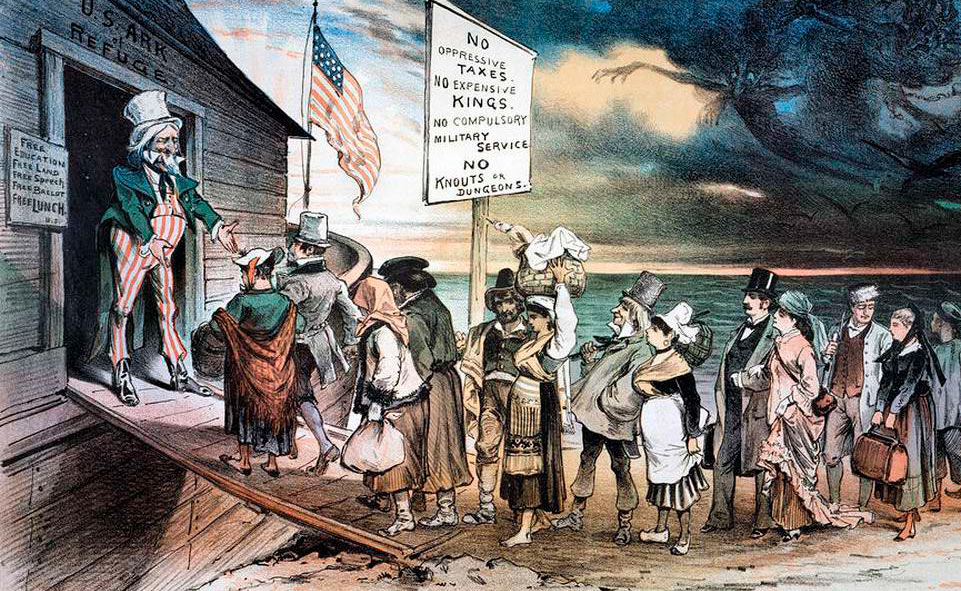 U.S. ARK
OF
REFUGE
FREE
EDUCATION
FREE LAND
FREE SPEECH
FREE BALLOT
FREE LUNCH.
U.S.
NO
OPPRESSIVE
TAXES.
NO EXPENSIVE
KINGS.
NO COMPULSORY
MILITARY
SERVICE.
NO
KNOUTS OR
DUNGEONS.